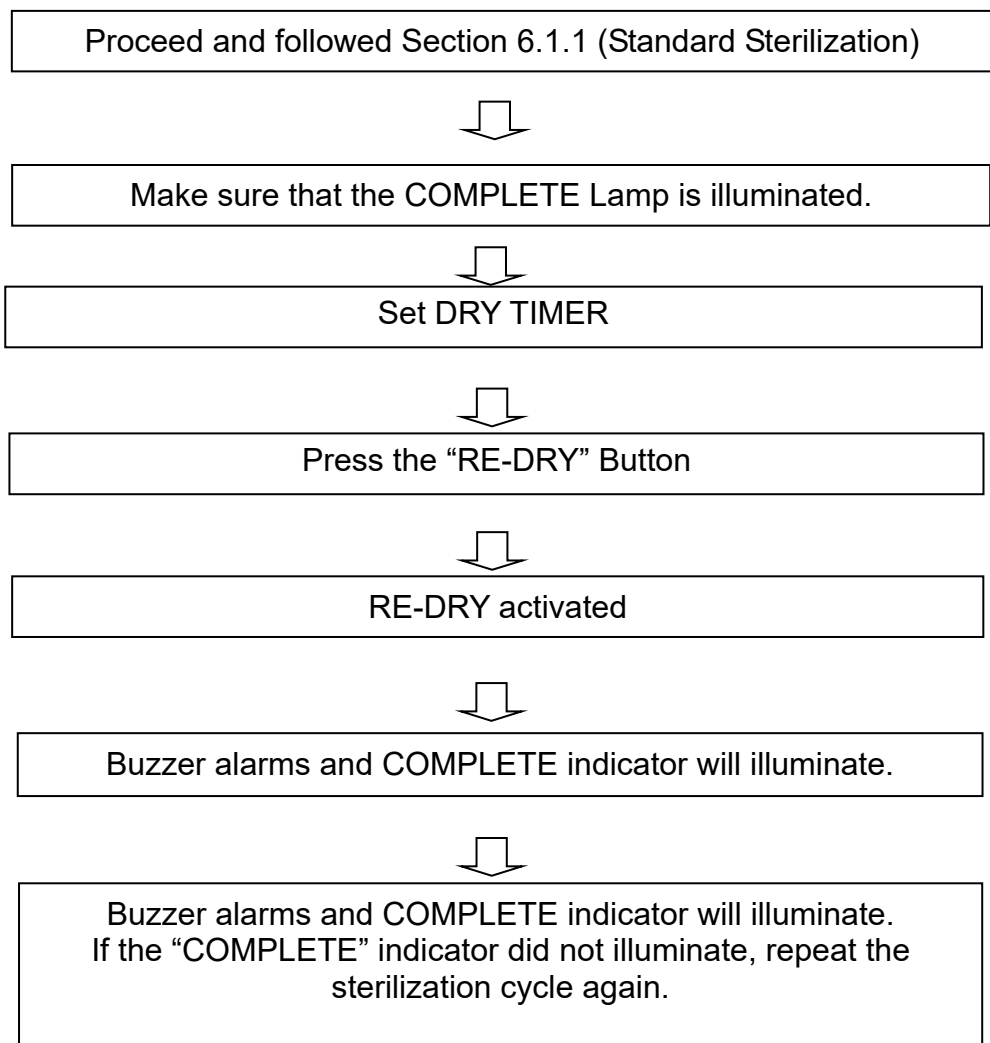 Proceed and followed Section 6.1.1 (Standard Sterilization)
Make sure that the COMPLETE Lamp is illuminated.
Set DRY TIMER
Press the “RE-DRY” Button
RE-DRY activated
Buzzer alarms and COMPLETE indicator will illuminate.
Buzzer alarms and COMPLETE indicator will illuminate.
If the “COMPLETE” indicator did not illuminate, repeat the
sterilization cycle again.